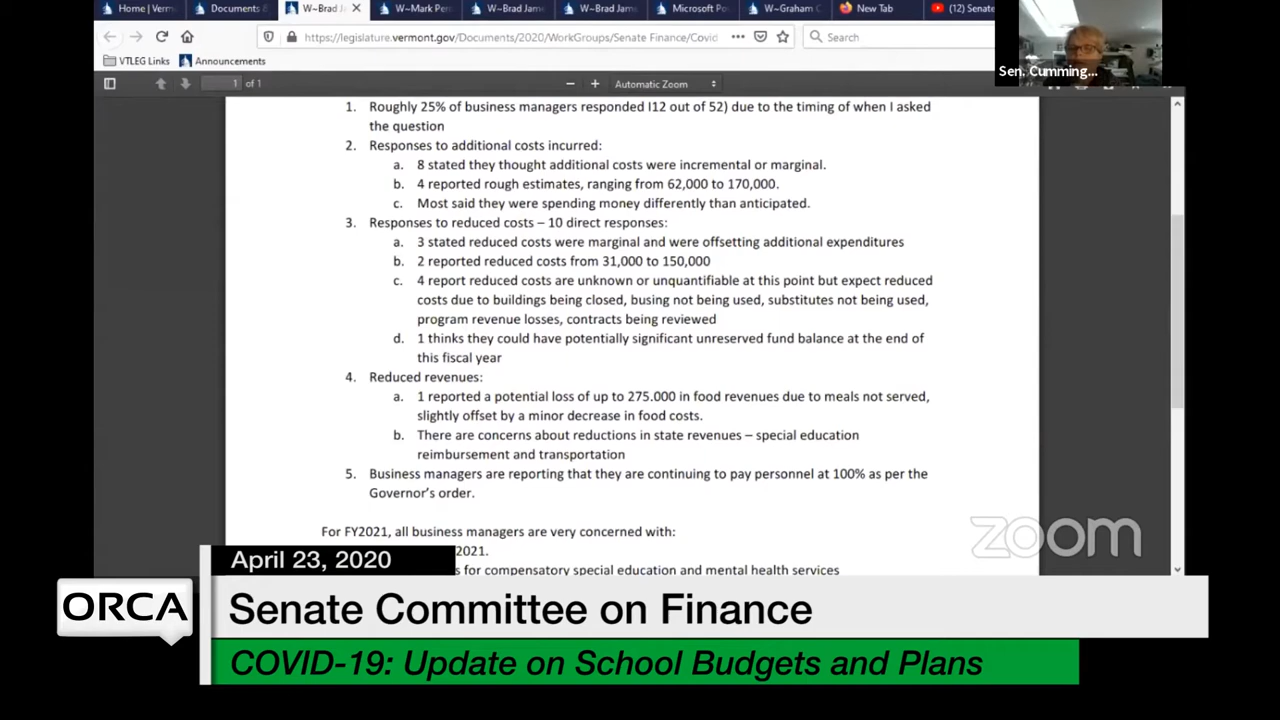 Home | Verm
Documents &
W~Brad J
W~Mark Per
W~Brad Jame
W~Brad Jame
Microsoft Po
W~Graham C
New Tab
(12) Senate
https://legislature.vermont.gov/Documents/2020/WorkGroups/Senate Finance/Covid
Search
VTLEG Links
Announcements
Sen. Cumming...
1 of 1
Automatic Zoom
1. Roughly 25% of business managers responded I12 out of 52) due to the timing of when I asked
the question
2. Responses to additional costs incurred:
a. 8 stated they thought additional costs were incremental or marginal.
b. 4 reported rough estimates, ranging from 62,000 to 170,000.
c. Most said they were spending money differently than anticipated.
3. Responses to reduced costs – 10 direct responses:
a. 3 stated reduced costs were marginal and were offsetting additional expenditures
b. 2 reported reduced costs from 31,000 to 150,000
c. 4 report reduced costs are unknown or unquantifiable at this point but expect reduced
costs due to buildings being closed, busing not being used, substitutes not being used,
program revenue losses, contracts being reviewed
d. 1 thinks they could have potentially significant unreserved fund balance at the end of
this fiscal year
4. Reduced revenues:
a. 1 reported a potential loss of up to 275.000 in food revenues due to meals not served,
slightly offset by a minor decrease in food costs.
b. There are concerns about reductions in state revenues – special education
reimbursement and transportation
5. Business managers are reporting that they are continuing to pay personnel at 100% as per the
Governor's order.
For FY2021, all business managers are very concerned with:
2021.
s for compensatory special education and mental health services
zoom
April 23, 2020
ORCA
Senate Committee on Finance
COVID-19: Update on School Budgets and Plans